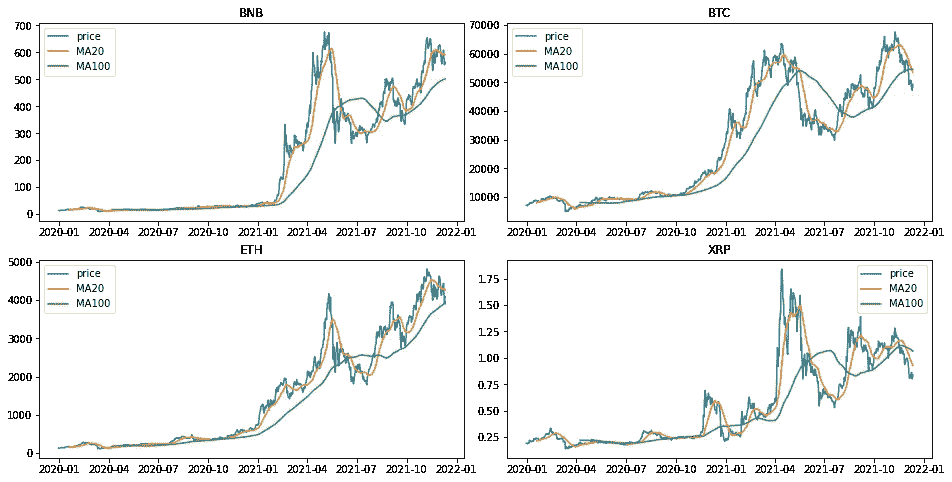 BNB
price
MA20
MA100
700
600
500
400
300
200
100
0
2020-01 2020-04 2020-07 2020-10 2021-01 2021-04 2021-07 2021-10 2022-01
BTC
price
MA20
MA100
70000
60000
50000
40000
30000
20000
10000
2020-01 2020-04 2020-07 2020-10 2021-01 2021-04 2021-07 2021-10 2022-01
ETH
price
MA20
MA100
5000
4000
3000
2000
1000
0
2020-01 2020-04 2020-07 2020-10 2021-01 2021-04 2021-07 2021-10 2022-01
XRP
price
MA20
MA100
1.75
1.50
1.25
1.00
0.75
0.50
0.25
2020-01 2020-04 2020-07 2020-10 2021-01 2021-04 2021-07 2021-10 2022-01